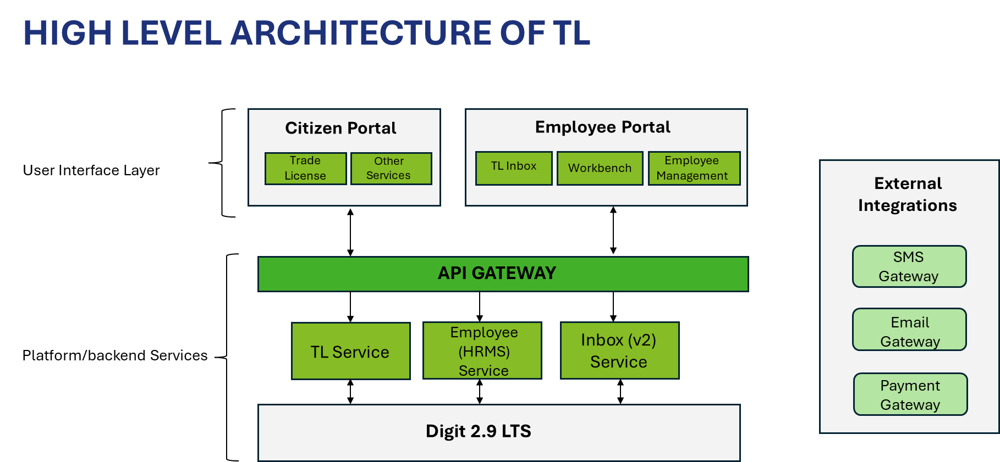 HIGH LEVEL ARCHITECTURE OF TL
User Interface Layer
Citizen Portal
Trade
License
Other
Services
Employee Portal
TL Inbox
Workbench
Employee
Management
API GATEWAY
Platform/backend Services
TL Service
Employee
(HRMS)
Service
Inbox (v2)
Service
Digit 2.9 LTS
External
Integrations
SMS
Gateway
Email
Gateway
Payment
Gateway